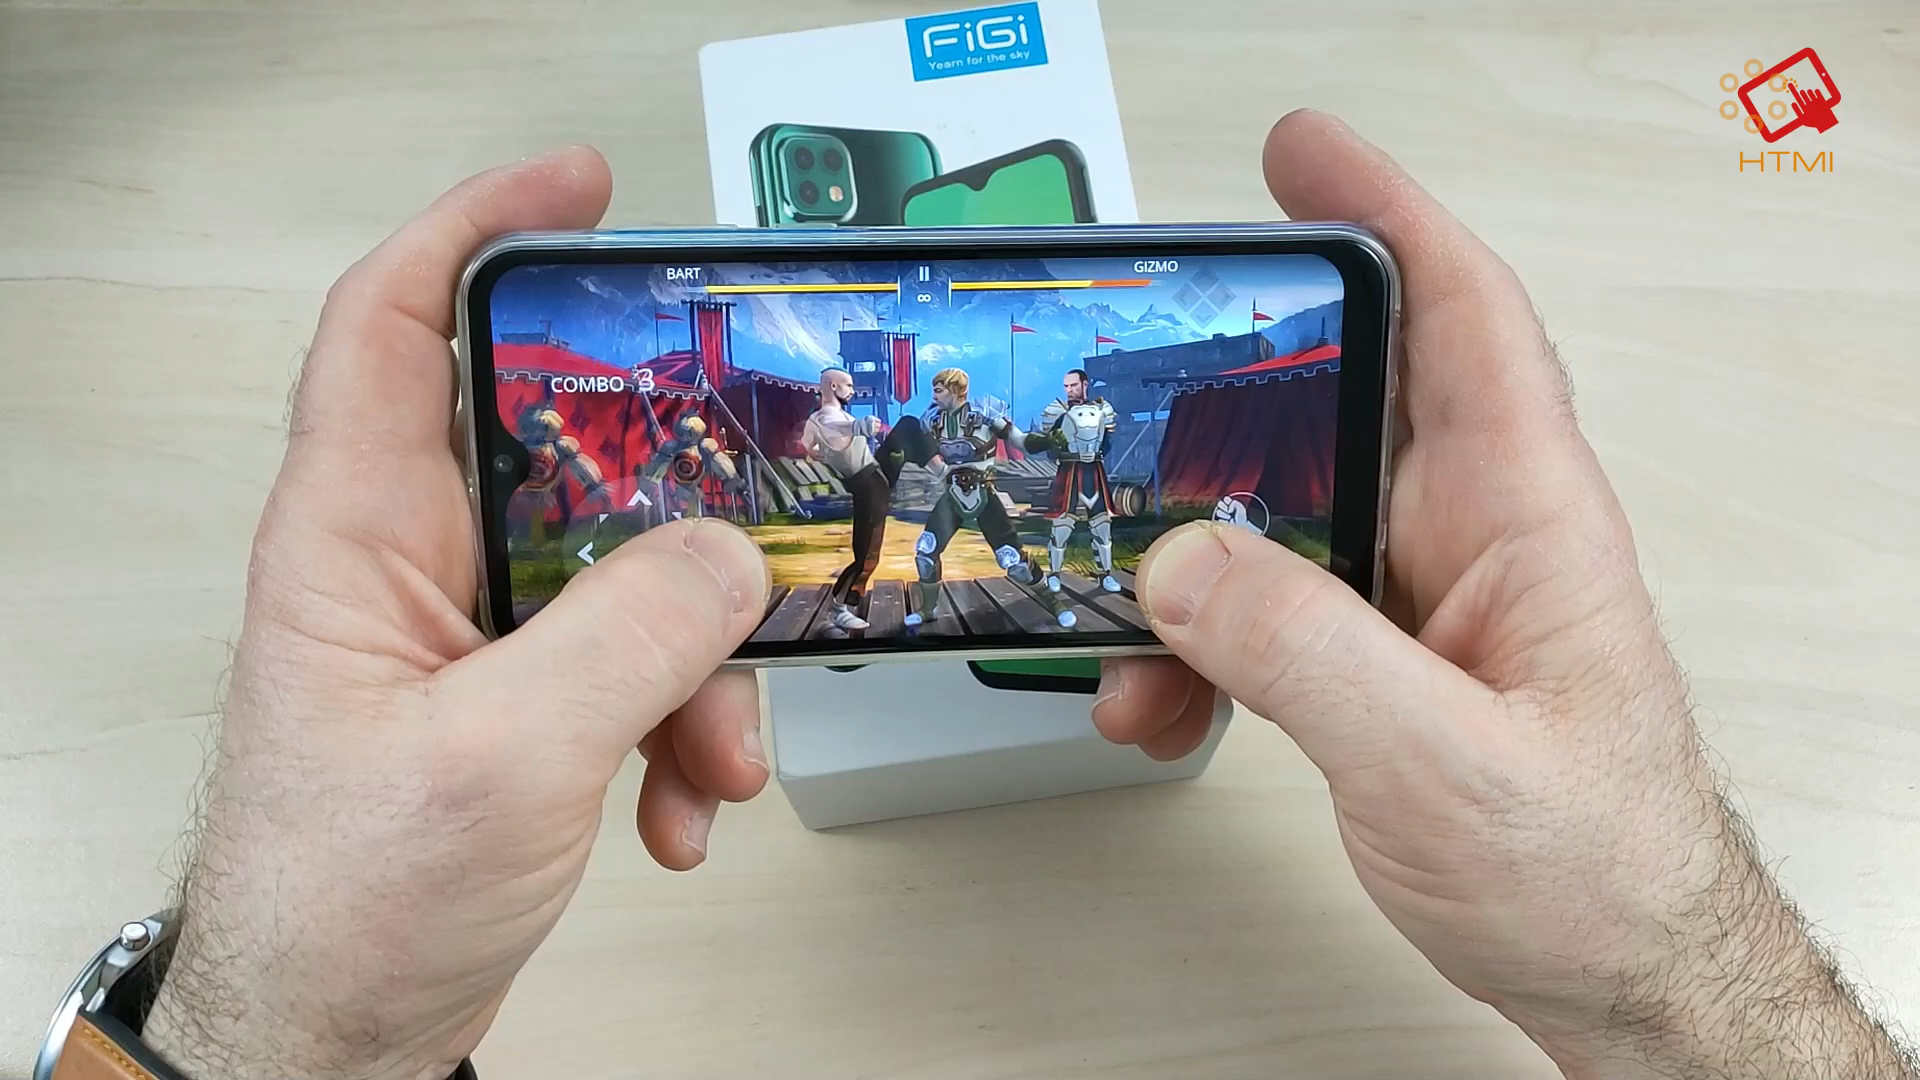 FiGi
Yearn for the sky
HTMI
BART
GIZMO
COMBO 3